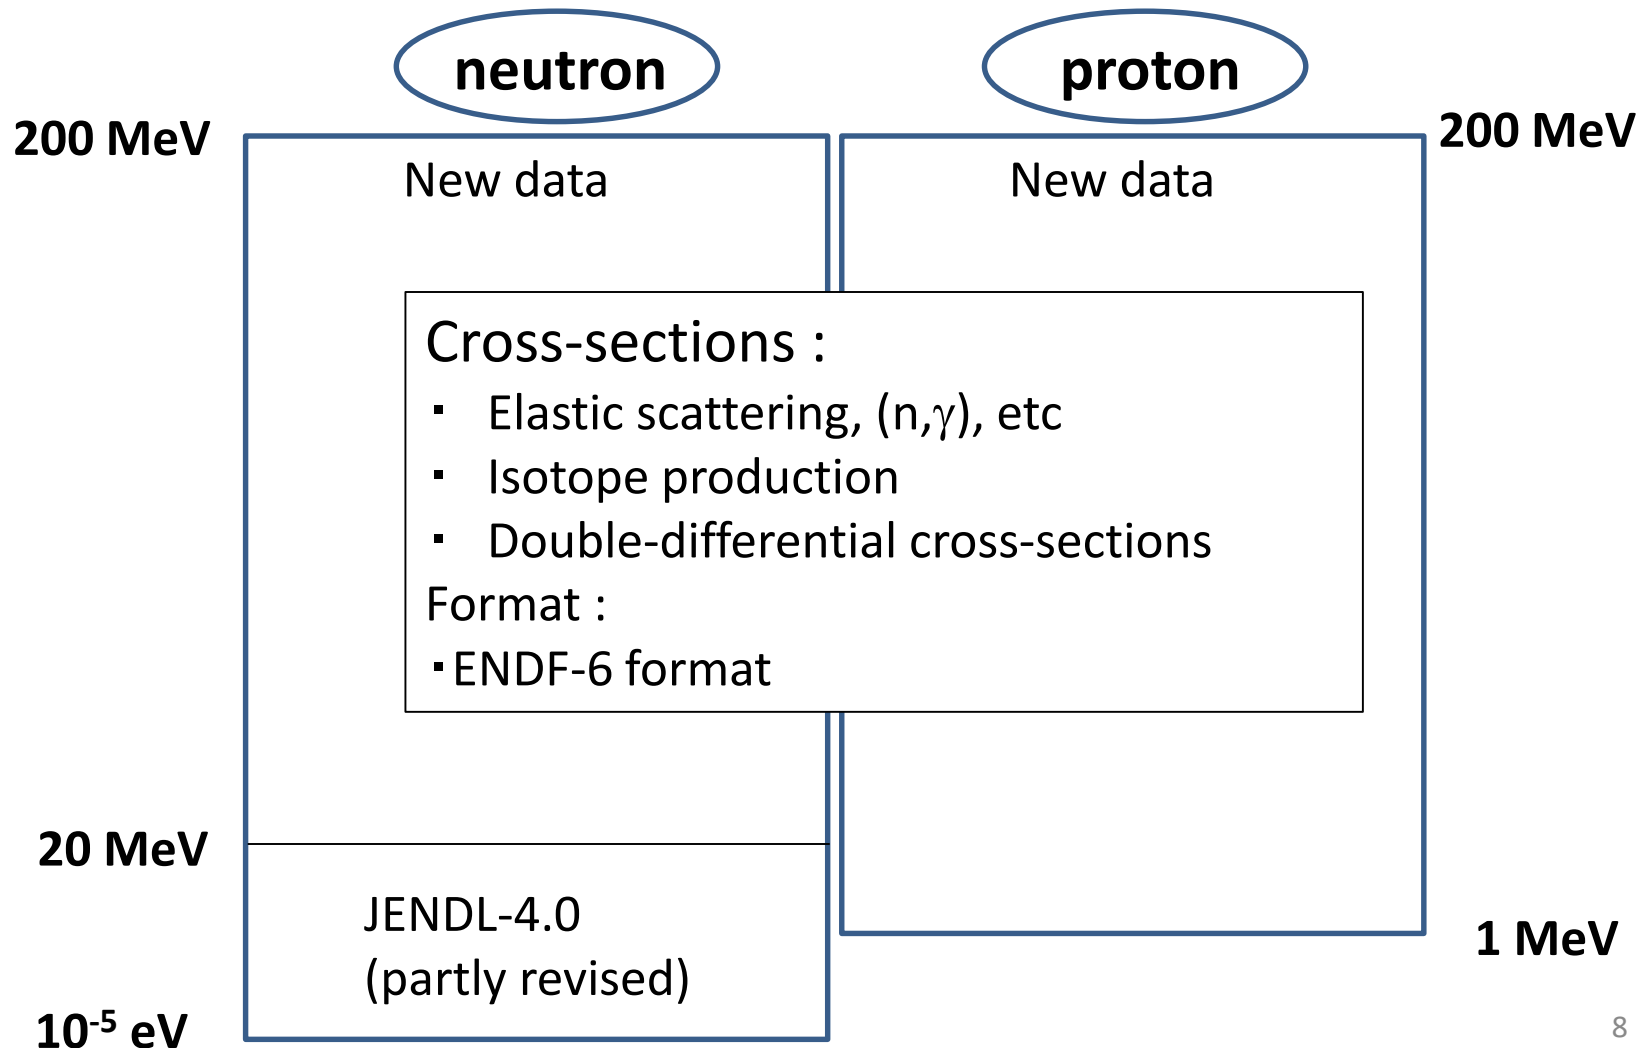 neutron
proton
200 MeV
200 MeV
New data
New data
Cross-sections :
・ Elastic scattering, (n,γ), etc
・ Isotope production
・ Double-differential cross-sections
Format :
・ENDF-6 format
20 MeV
JENDL-4.0
(partly revised)
1 MeV
10⁻⁵ eV
8